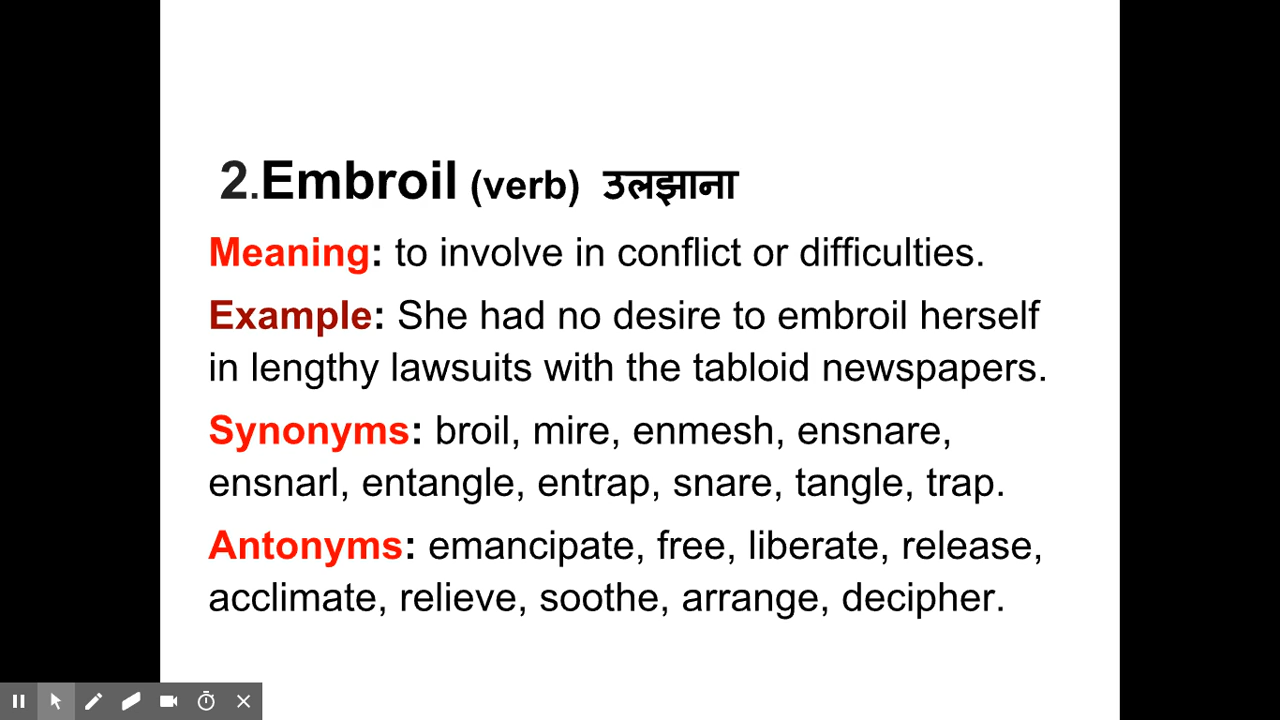 2.Embroil (verb) उलझाना
Meaning: to involve in conflict or difficulties.
Example: She had no desire to embroil herself
in lengthy lawsuits with the tabloid newspapers.
Synonyms: broil, mire, enmesh, ensnare,
ensnarl, entangle, entrap, snare, tangle, trap.
Antonyms: emancipate, free, liberate, release,
acclimate, relieve, soothe, arrange, decipher.